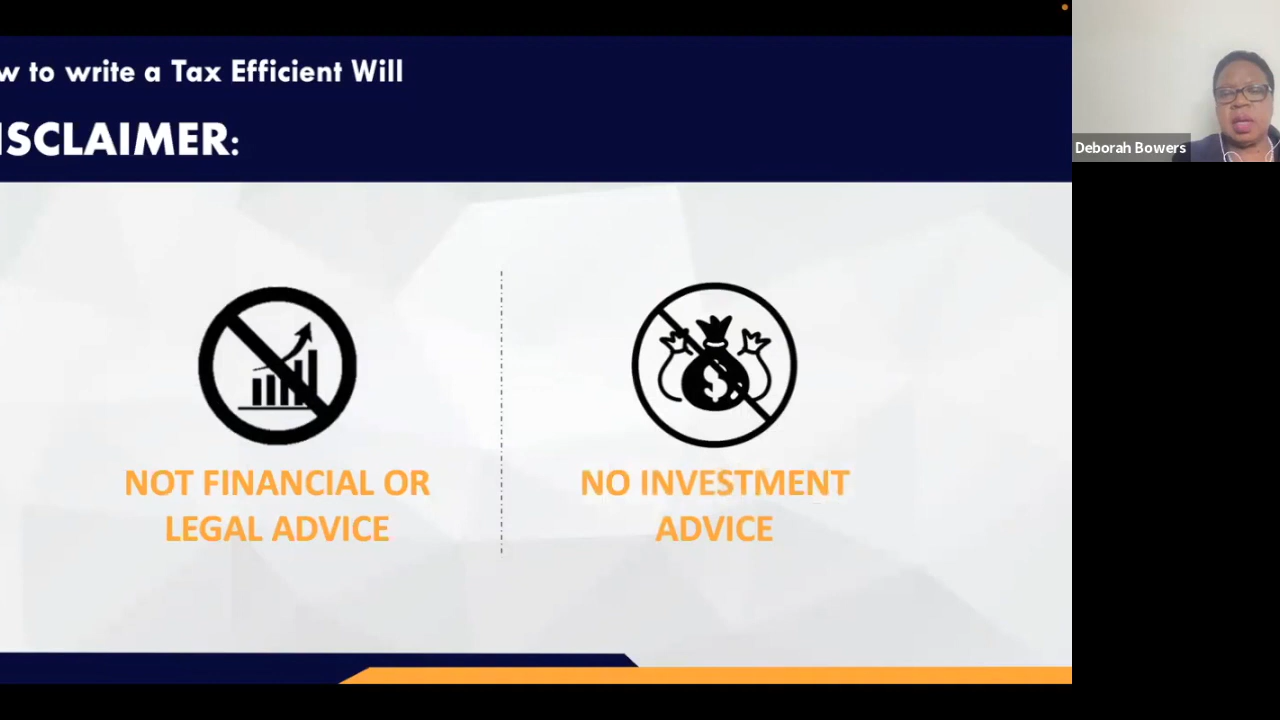 w to write a Tax Efficient Will
ISCLAIMER:
NOT FINANCIAL OR
LEGAL ADVICE
NO INVESTMENT
ADVICE
Deborah Bowers